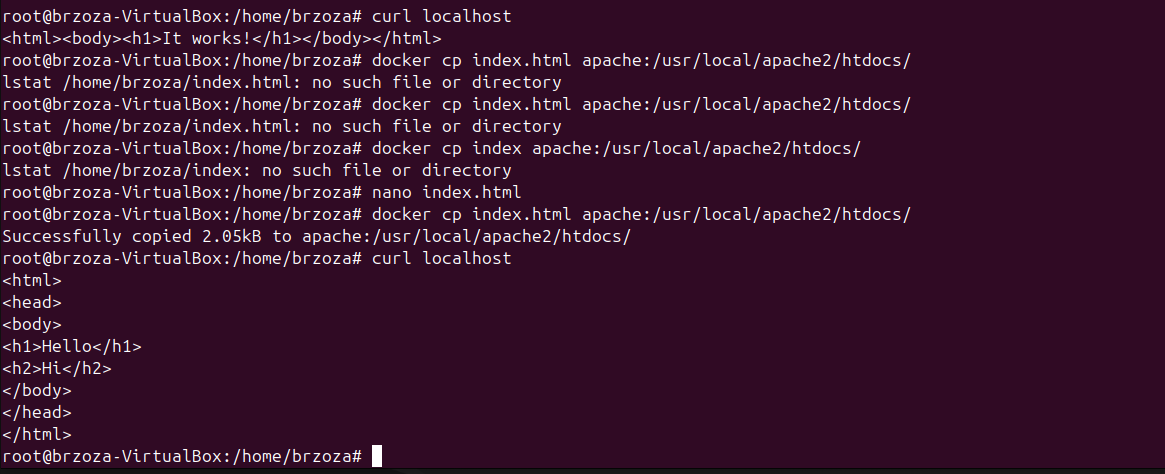 root@brzoza-VirtualBox:/home/brzoza# curl localhost
<html><body><h1>It works!</h1></body></html>
root@brzoza-VirtualBox:/home/brzoza# docker cp index.html apache:/usr/local/apache2/htdocs/
lstat /home/brzoza/index.html: no such file or directory
root@brzoza-VirtualBox:/home/brzoza# docker cp index.html apache:/usr/local/apache2/htdocs/
lstat /home/brzoza/index.html: no such file or directory
root@brzoza-VirtualBox:/home/brzoza# docker cp index apache:/usr/local/apache2/htdocs/
lstat /home/brzoza/index: no such file or directory
root@brzoza-VirtualBox:/home/brzoza# nano index.html
root@brzoza-VirtualBox:/home/brzoza# docker cp index.html apache:/usr/local/apache2/htdocs/
Successfully copied 2.05kB to apache:/usr/local/apache2/htdocs/
root@brzoza-VirtualBox:/home/brzoza# curl localhost
<html>
<head>
<body>
<h1>Hello</h1>
<h2>Hi</h2>
</body>
</head>
</html>
root@brzoza-VirtualBox:/home/brzoza#